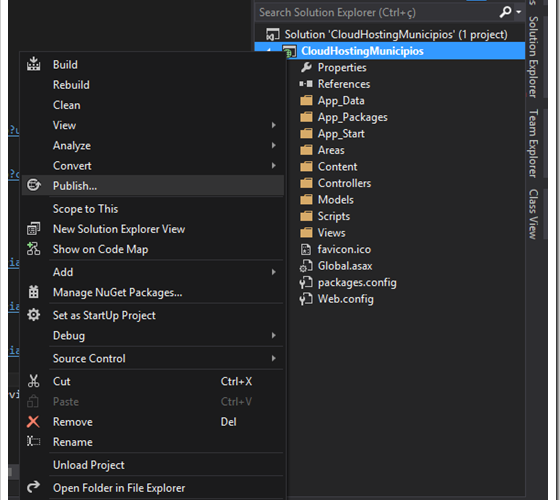 Search Solution Explorer (Ctrl+ç)
Solution 'CloudHostingMunicipios' (1 project)
CloudHostingMunicipios
Properties
References
App_Data
App_Packages
App_Start
Areas
Content
Controllers
Models
Scripts
Views
favicon.ico
Global.asax
packages.config
Web.config
Build
Rebuild
Clean
View
Analyze
Convert
Publish...
Scope to This
New Solution Explorer View
Show on Code Map
Add
Manage NuGet Packages...
Set as StartUp Project
Debug
Source Control
Cut Ctrl+X
Paste Ctrl+V
Remove Del
Rename
Unload Project
Open Folder in File Explorer
Solutions Explorer
Team Explorer
Class View